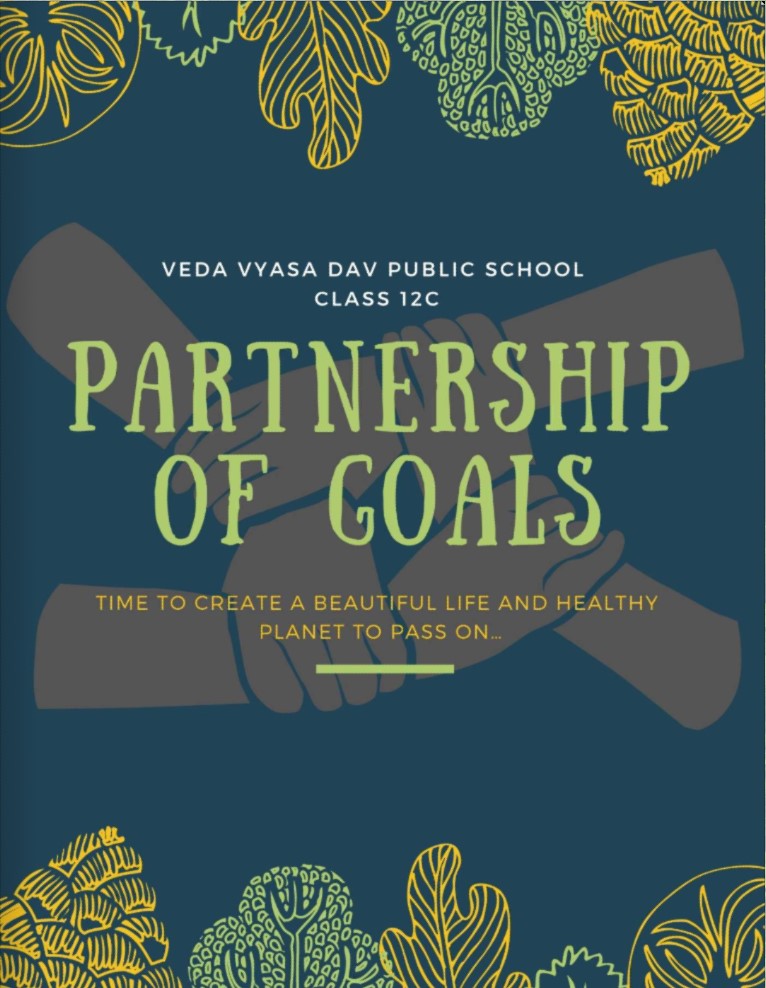 VEDA VYASA DAV PUBLIC SCHOOL
CLASS 12C
PARTNERSHIP
OF GOALS
TIME TO CREATE A BEAUTIFUL LIFE AND HEALTHY
PLANET TO PASS ON...